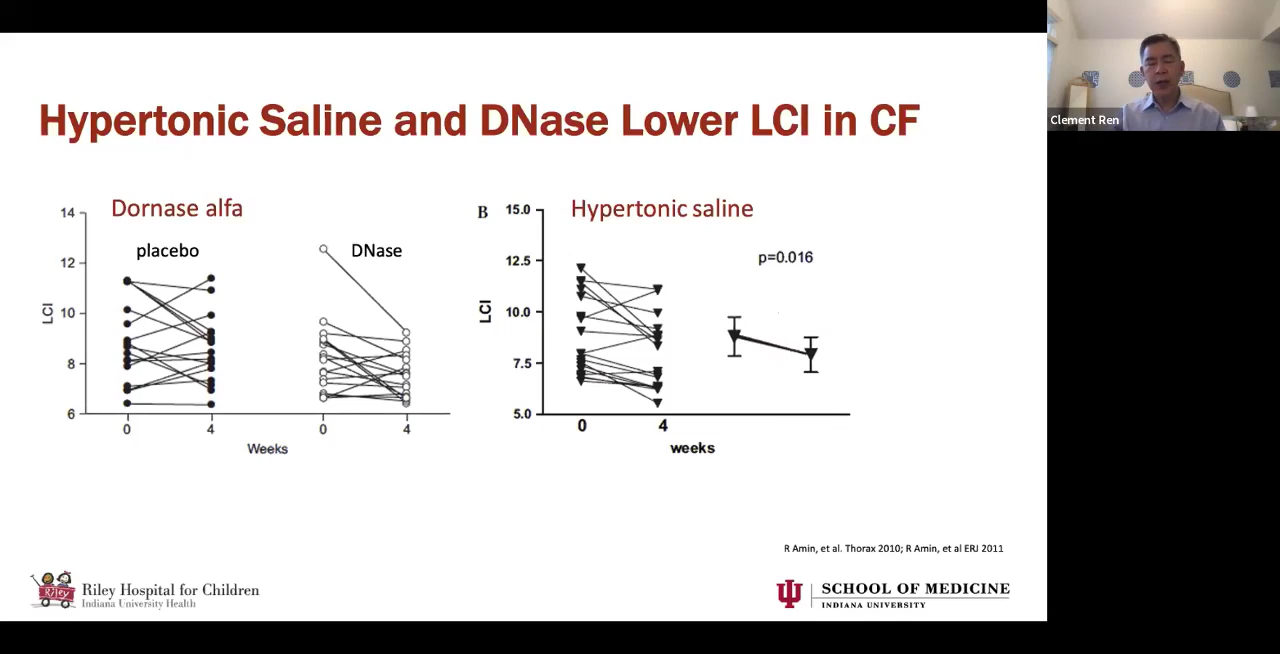 Clement Ren
Hypertonic Saline and DNase Lower LCI in CF
Dornase alfa
placebo
DNase
14
12
10
8
6
LCI
0
4
0
4
Weeks
B
Hypertonic saline
p=0.016
15.0
12.5
10.0
7.5
5.0
LCI
0
4
weeks
R Amin, et al. Thorax 2010; R Amin, et al ERJ 2011
Riley
Riley Hospital for Children
Indiana University Health
SCHOOL OF MEDICINE
INDIANA UNIVERSITY